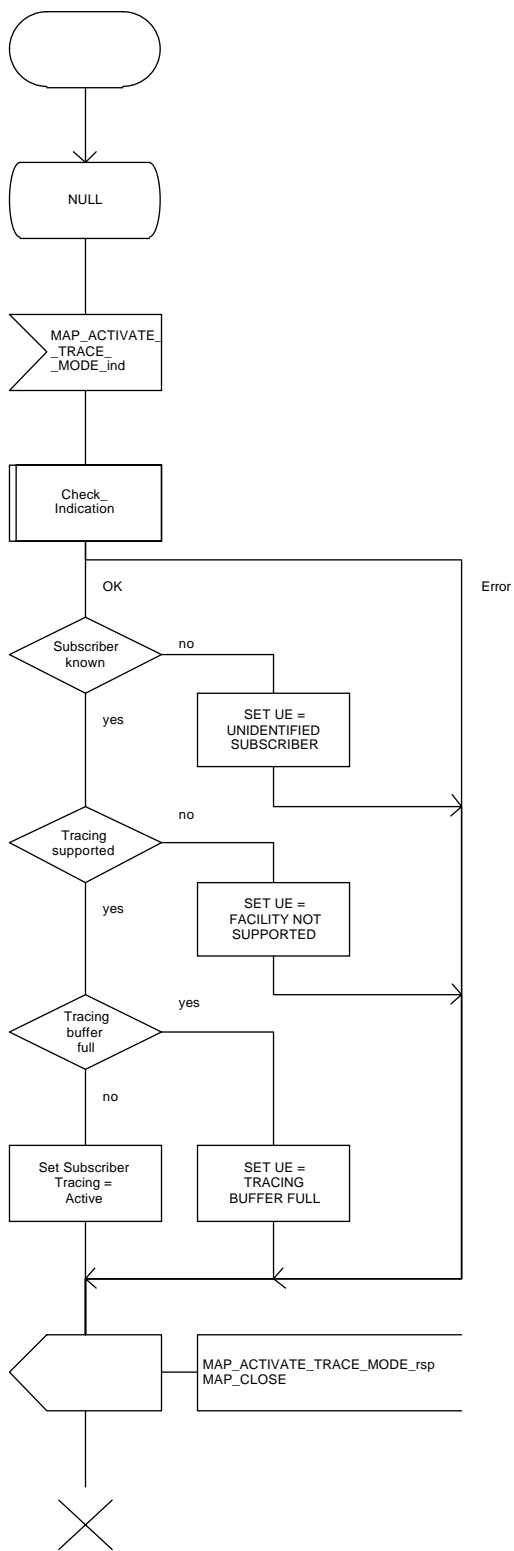 NULL
MAP_ACTIVATE_
_TRACE_
_MODE_ind
Check_
Indication
OK
Error
Subscriber
known
no
yes
SET UE =
UNIDENTIFIED
SUBSCRIBER
Tracing
supported
no
yes
SET UE =
FACILITY NOT
SUPPORTED
Tracing
buffer
full
yes
no
Set Subscriber
Tracing =
Active
SET UE =
TRACING
BUFFER FULL
MAP_ACTIVATE_TRACE_MODE_rsp
MAP_CLOSE